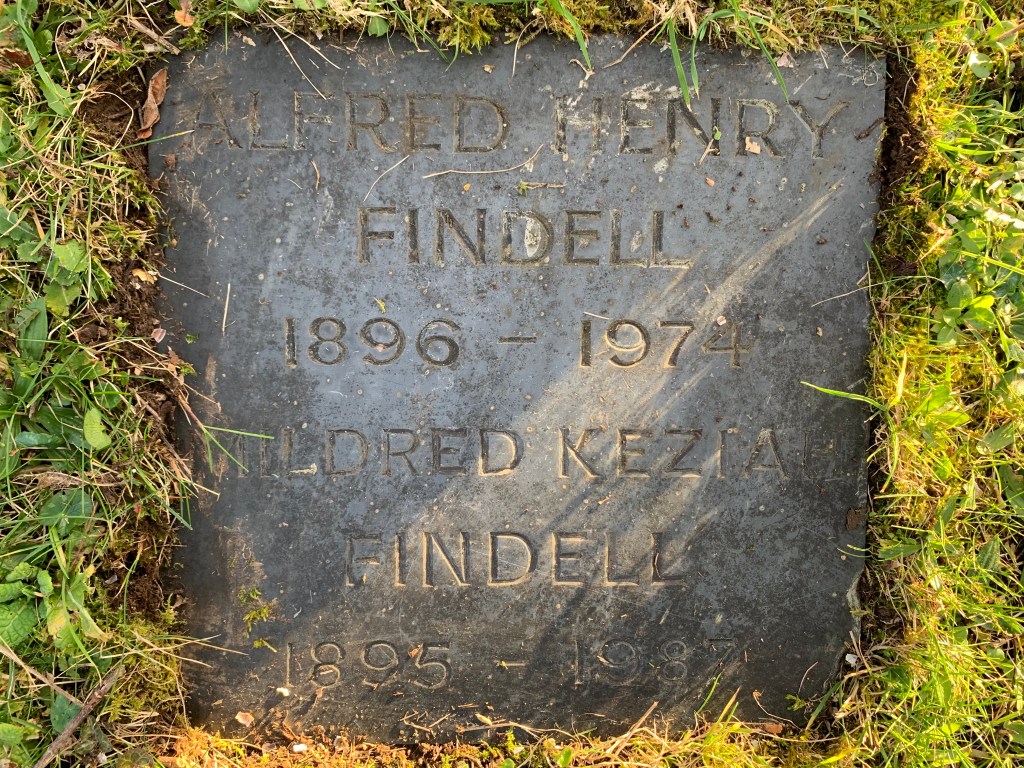 ALFRED HENRY
FINDELL
1896 – 1974
MILDRED KEZIAH
FINDELL
1895 – 1987